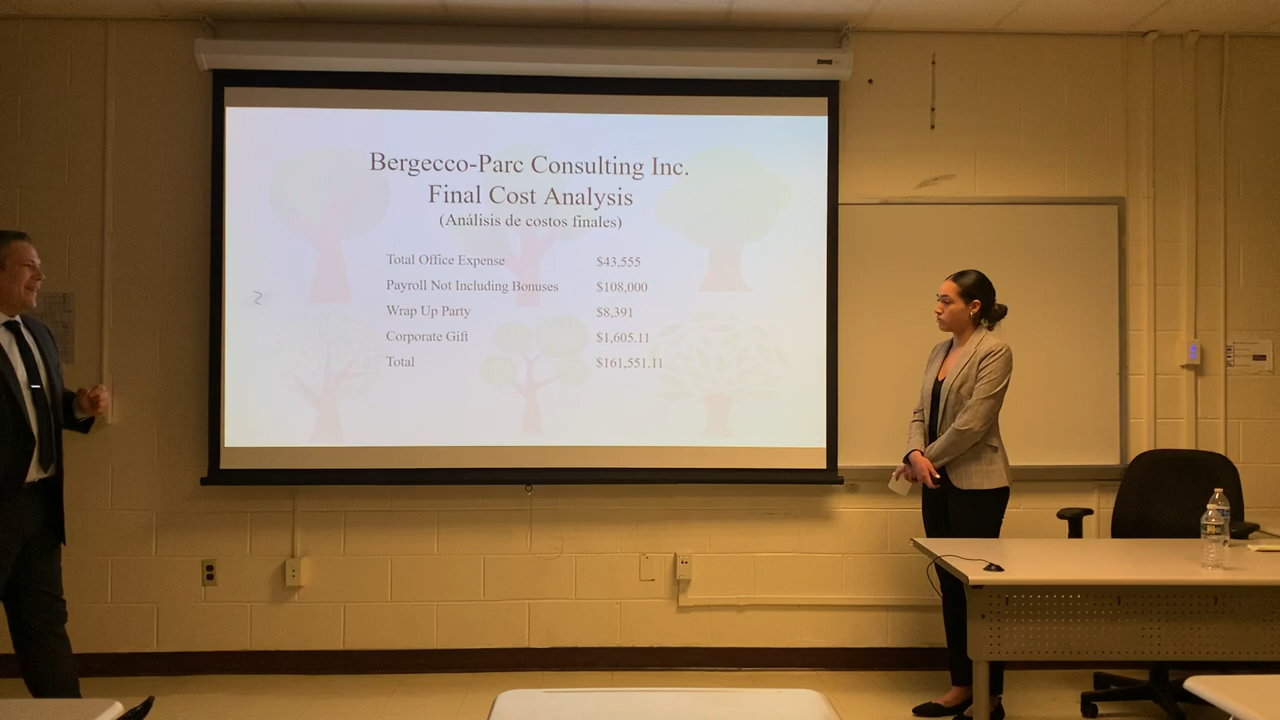 Bergecco-Parc Consulting Inc.
Final Cost Analysis
(Análisis de costos finales)
Total Office Expense $43,555
Payroll Not Including Bonuses $108,000
Wrap Up Party $8,391
Corporate Gift $1,605.11
Total $161,551.11